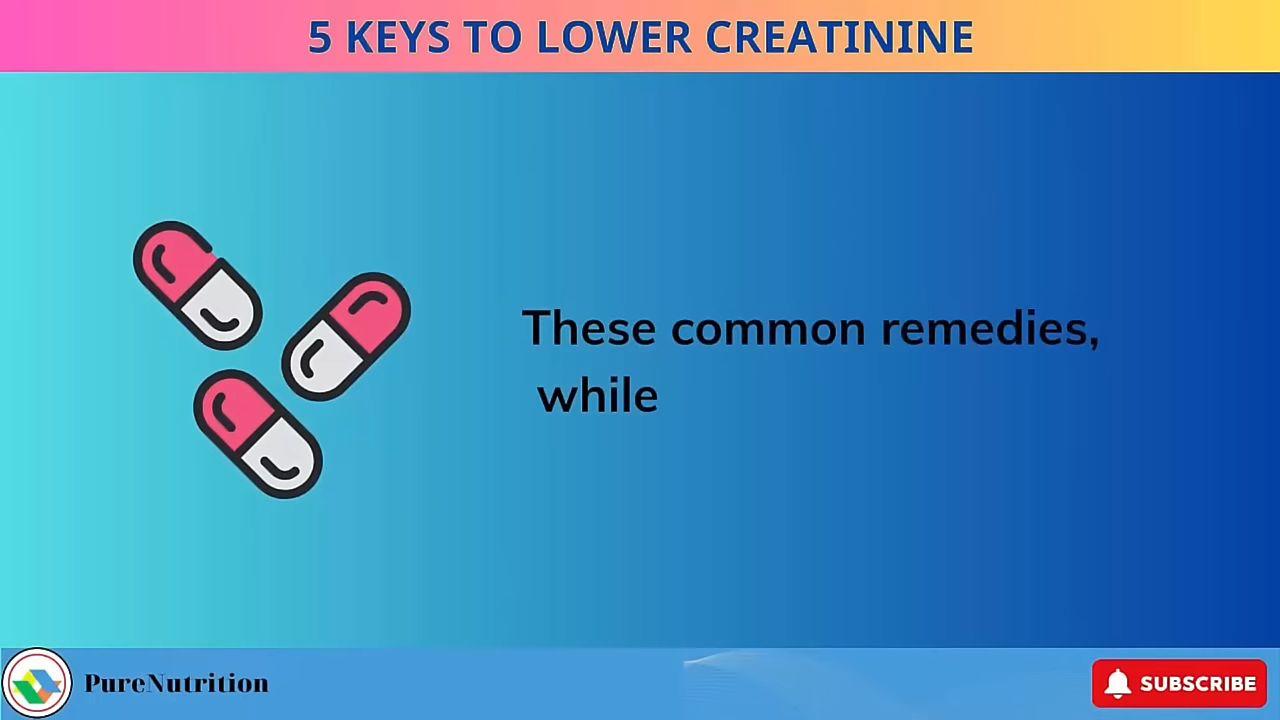 5 KEYS TO LOWER CREATININE
These common remedies,
while
PureNutrition
SUBSCRIBE